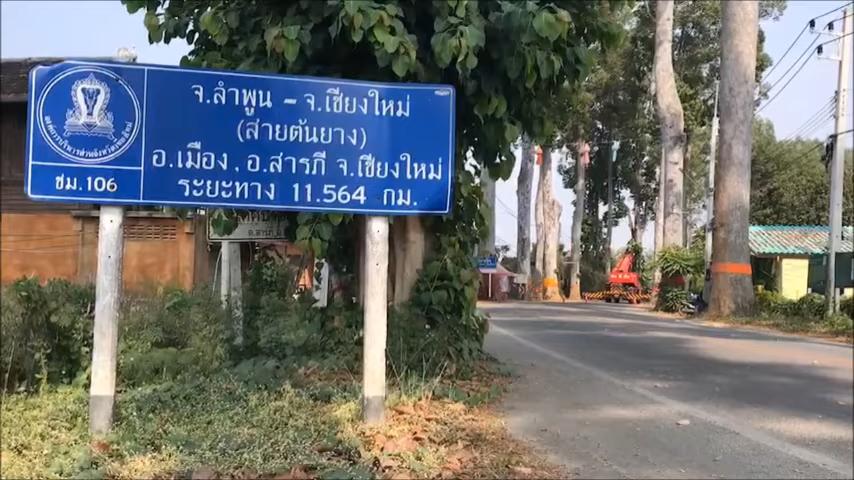 จ.ลำพูน – จ.เชียงใหม่
(สายต้นยาง)
อ.เมือง, อ.สารภี จ.เชียงใหม่
ระยะทาง 11.564 กม.
ชม. 106